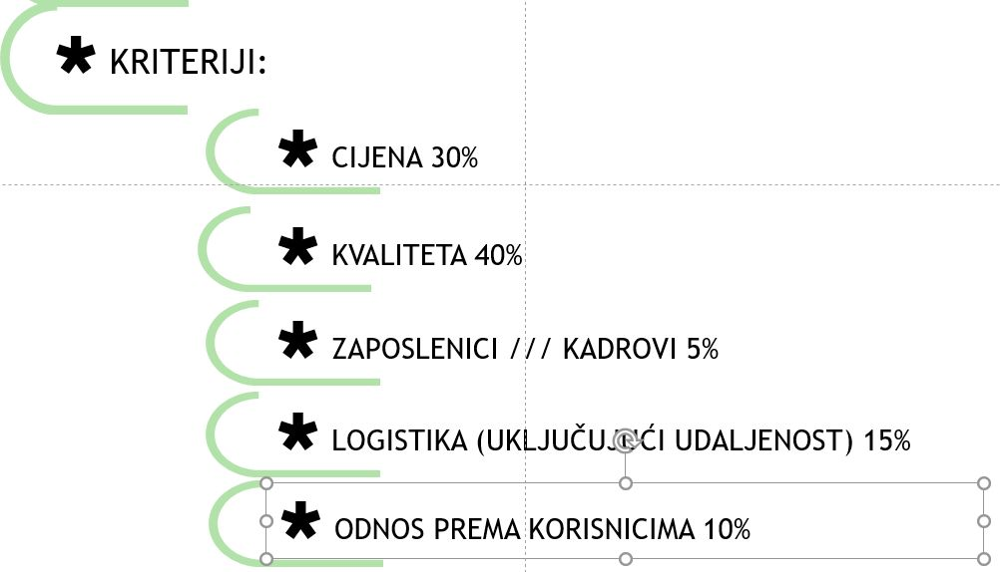 * KRITERIJI:
* CIJENA 30%
* KVALITETA 40%
* ZAPOSLENICI /// KADROVI 5%
* LOGISTIKA (UKLJUČUJUĆI UDALJENOST) 15%
* ODNOS PREMA KORISNICIMA 10%